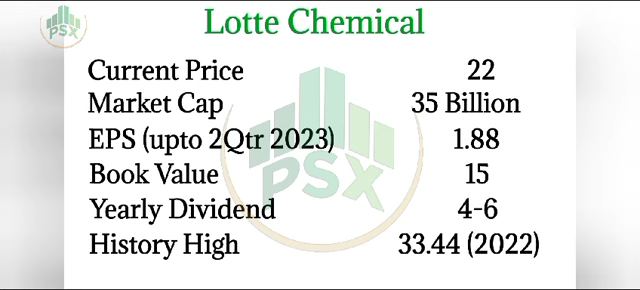 PSX
Lotte Chemical
Current Price 22
Market Cap 35 Billion
EPS (upto 2Qtr 2023) 1.88
Book Value 15
PSX
Yearly Dividend 4-6
History High 33.44 (2022)